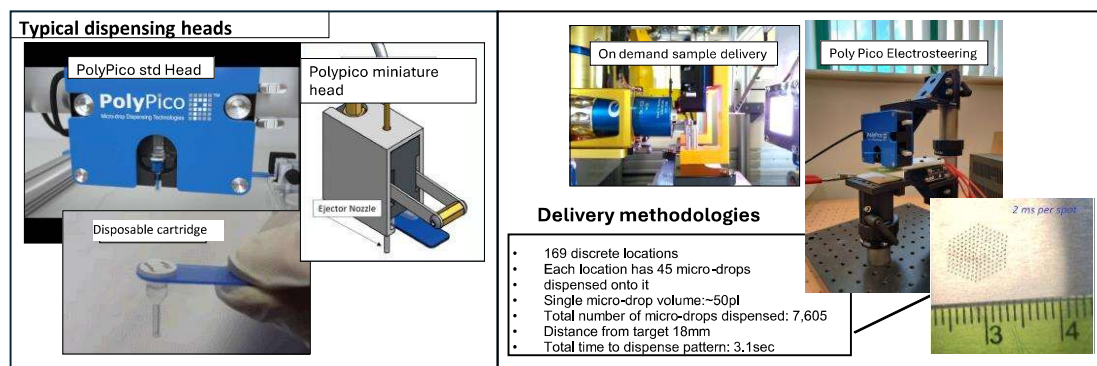 Typical dispensing heads
PolyPico std Head
PolyPico™
Micro-drop Dispensing Technologies
Polypico miniature
head
Ejector Nozzle
Disposable cartridge
On demand sample delivery
Poly Pico Electrosteering
Delivery methodologies
• 169 discrete locations
• Each location has 45 micro-drops
• dispensed onto it
• Single micro-drop volume:~50pl
• Total number of micro-drops dispensed: 7,605
• Distance from target 18mm
• Total time to dispense pattern: 3.1sec
PolyPico
2 ms per spot
3
4